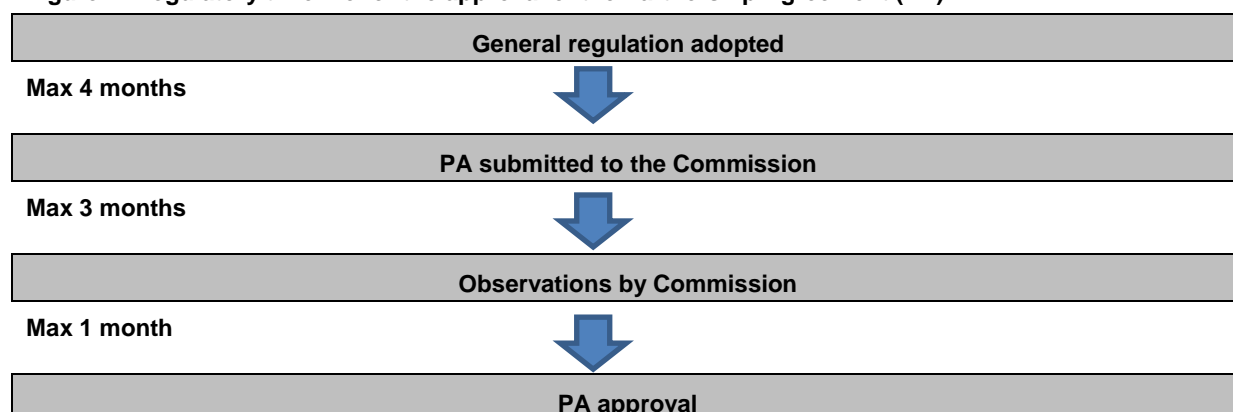 General regulation adopted
Max 4 months
PA submitted to the Commission
Max 3 months
Observations by Commission
Max 1 month
PA approval